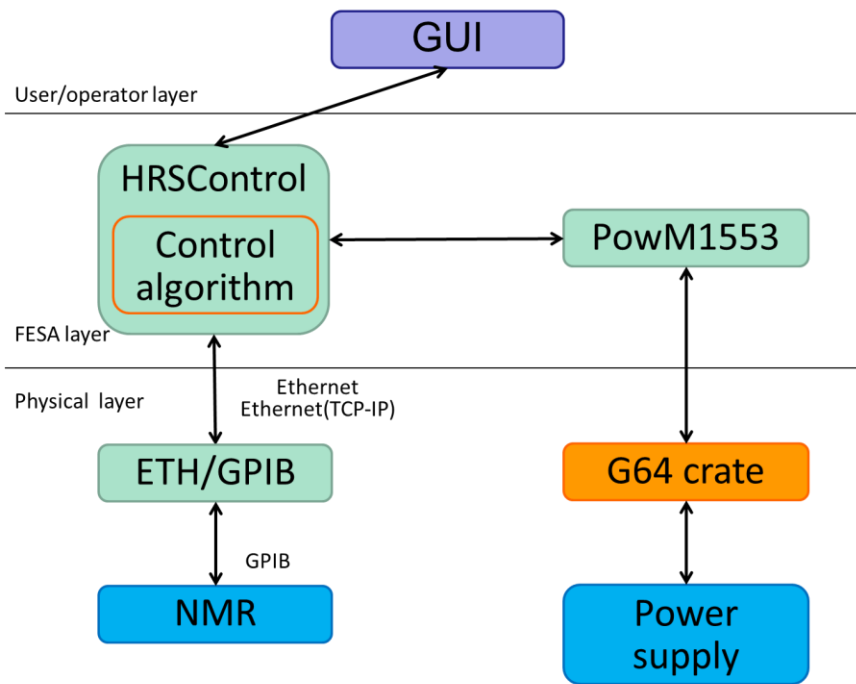 GUI
User/operator layer
HRSControl
Control
algorithm
PowM1553
FESA layer
Physical  layer
Ethernet
Ethernet(TCP-IP)
ETH/GPIB
G64 crate
GPIB
NMR
Power
supply